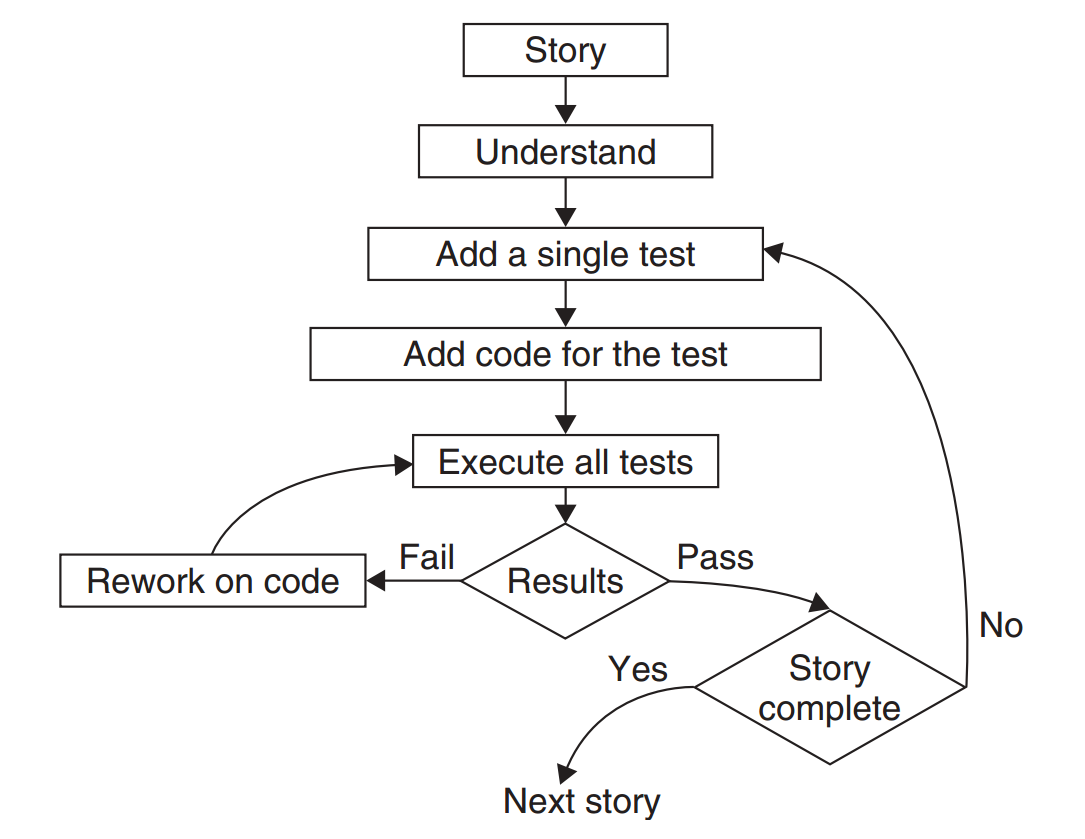 Story
Understand
Add a single test
Add code for the test
Execute all tests
Fail
Pass
Rework on code
Results
No
Yes
Story
complete
Next story